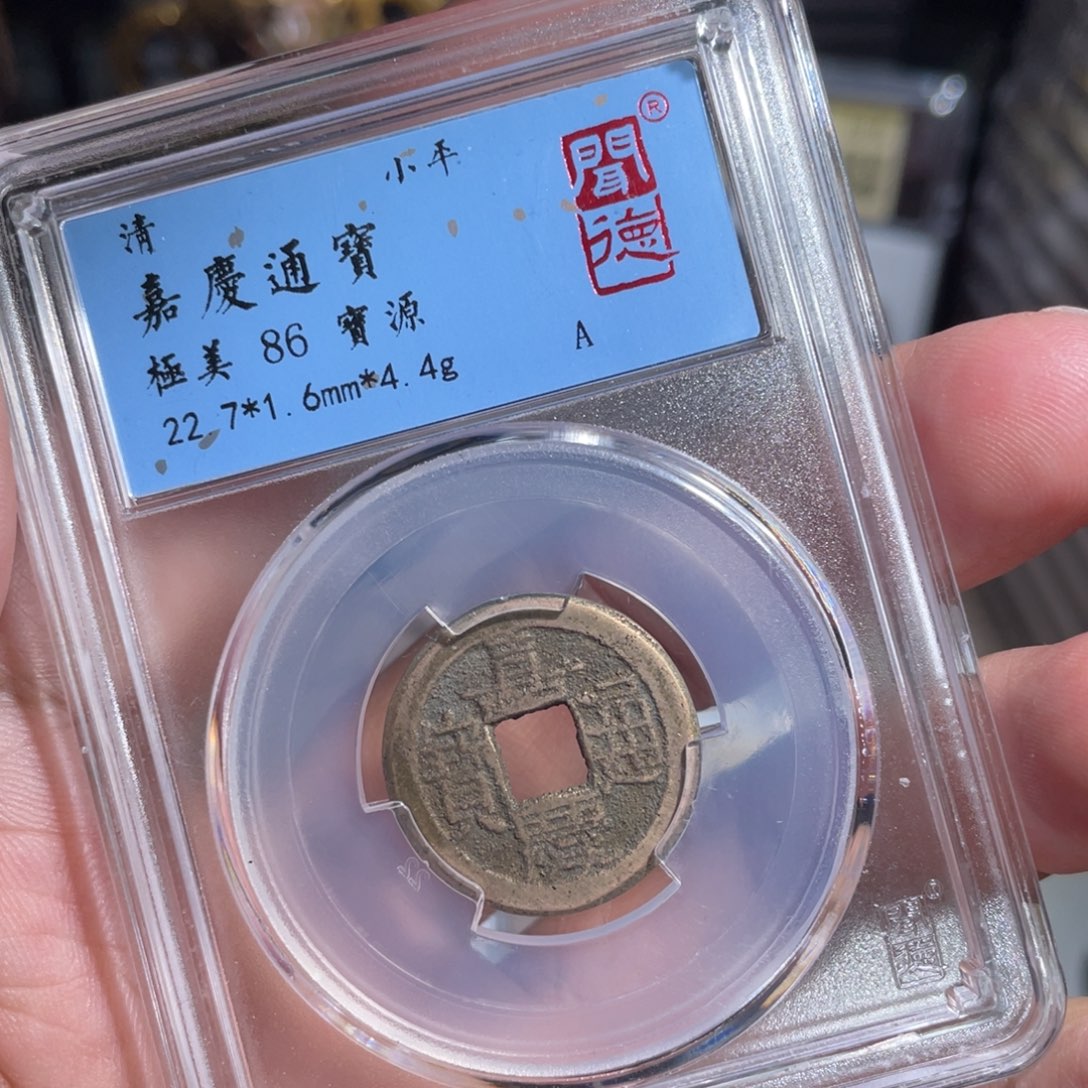 小平
清
嘉慶通寶
極美 86 寶源
22.7*1.6mm*4.4g
聞德
®
A
嘉慶通寶